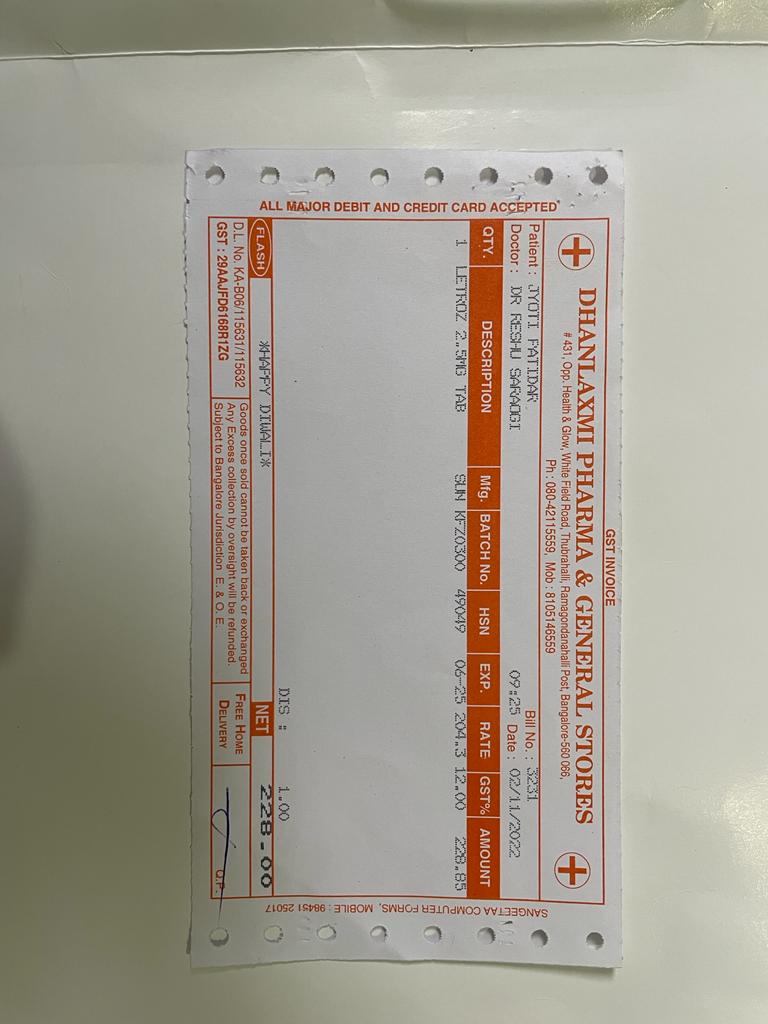 GST INVOICE
DHANLAXMI PHARMA & GENERAL STORES
# 431, Opp. Health & Glow, White Field Road, Thubrahalli, Ramagondanahalli Post, Bangalore-560 066,
Ph : 080-42115559, Mob : 8105146559
Patient : JYOTI PATIDAR Bill No. : 3231
Doctor : DR RESHU SARAOGI 09:25 Date : 02/11/2022
QTY. DESCRIPTION Mfg. BATCH No. HSN EXP. RATE GST% AMOUNT
1 LETROZ 2.5MG TAB SUN KFZ0300 49049 06-25 204.3 12.00 228.85
DIS : 1.00
FLASH *HAPPY DIWALI* NET 228.00
D.L. No. KA-B06/115631/115632
GST : 29AAJFD6168R1ZG
Goods once sold cannot be taken back or exchanged
Any Excess collection by oversight will be refunded.
Subject to Bangalore Jurisdiction E. & O. E.
FREE HOME
DELIVERY
Q.P.
ALL MAJOR DEBIT AND CREDIT CARD ACCEPTED
SANGEETAA COMPUTER FORMS, MOBILE : 98451 25017